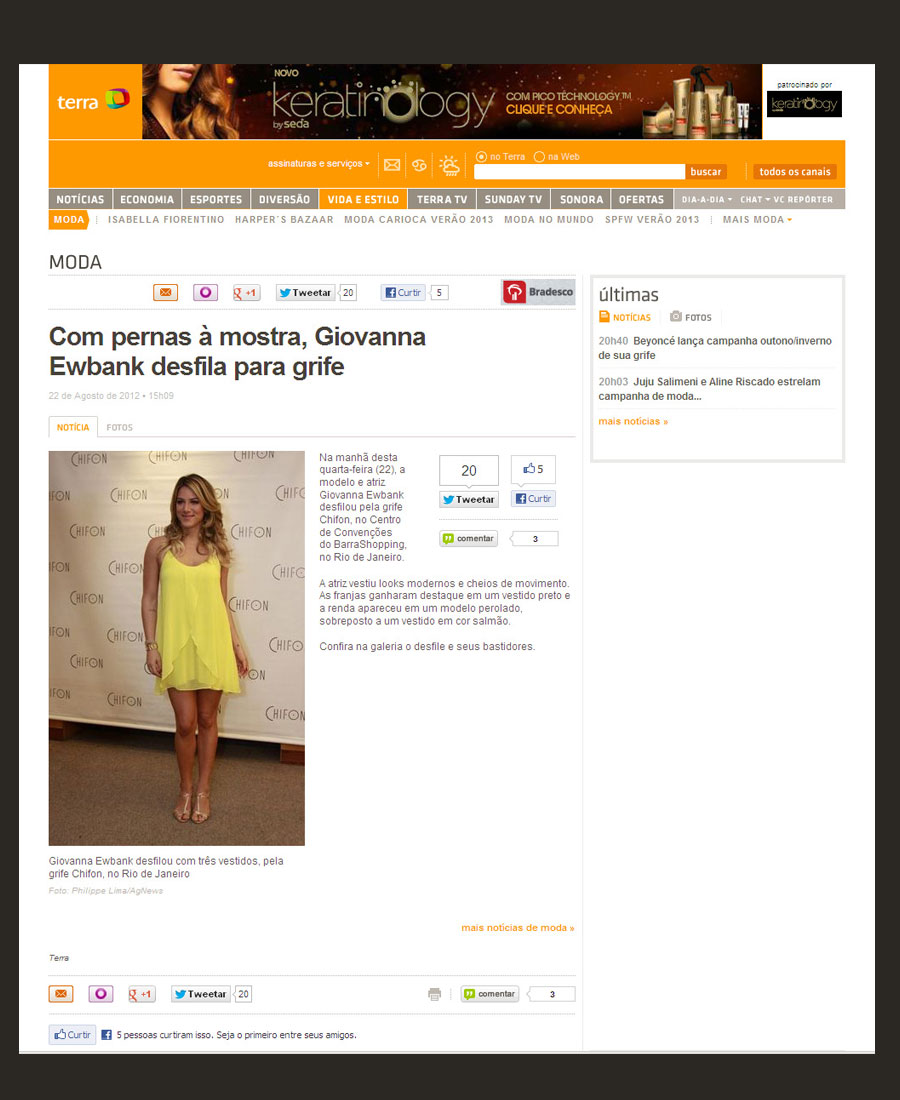 terra
NOVO
keratinology
by seda
COM PICO TECHNOLOGY™
CLIQUE E CONHEÇA
patrocinado por
keratinology
assinaturas e serviços
no Terra
na Web
buscar
todos os canais
NOTÍCIAS ECONOMIA ESPORTES DIVERSÃO VIDA E ESTILO TERRA TV SUNDAY TV SONORA OFERTAS DIA-A-DIA CHAT VC REPÓRTER
MODA ISABELLA FIORENTINO HARPER´S BAZAAR MODA CARIOCA VERÃO 2013 MODA NO MUNDO SPFW VERÃO 2013 MAIS MODA
MODA
+1 Tweetar 20 Curtir 5 Bradesco
Com pernas à mostra, Giovanna
Ewbank desfila para grife
22 de Agosto de 2012 • 15h09
NOTÍCIA FOTOS
Na manhã desta
quarta-feira (22), a
modelo e atriz
Giovanna Ewbank
desfilou pela grife
Chifon, no Centro
de Convenções
do BarraShopping,
no Rio de Janeiro.
20
5
Tweetar
Curtir
comentar
3
A atriz vestiu looks modernos e cheios de movimento.
As franjas ganharam destaque em um vestido preto e
a renda apareceu em um modelo perolado,
sobreposto a um vestido em cor salmão.
Confira na galeria o desfile e seus bastidores.
CHIFON
Giovanna Ewbank desfilou com três vestidos, pela
grife Chifon, no Rio de Janeiro
Foto: Philippe Lima/AgNews
mais notícias de moda »
Terra
+1 Tweetar 20 comentar 3
Curtir 5 pessoas curtiram isso. Seja o primeiro entre seus amigos.
últimas
NOTÍCIAS FOTOS
20h40 Beyoncé lança campanha outono/inverno
de sua grife
20h03 Juju Salimeni e Aline Riscado estrelam
campanha de moda...
mais notícias »